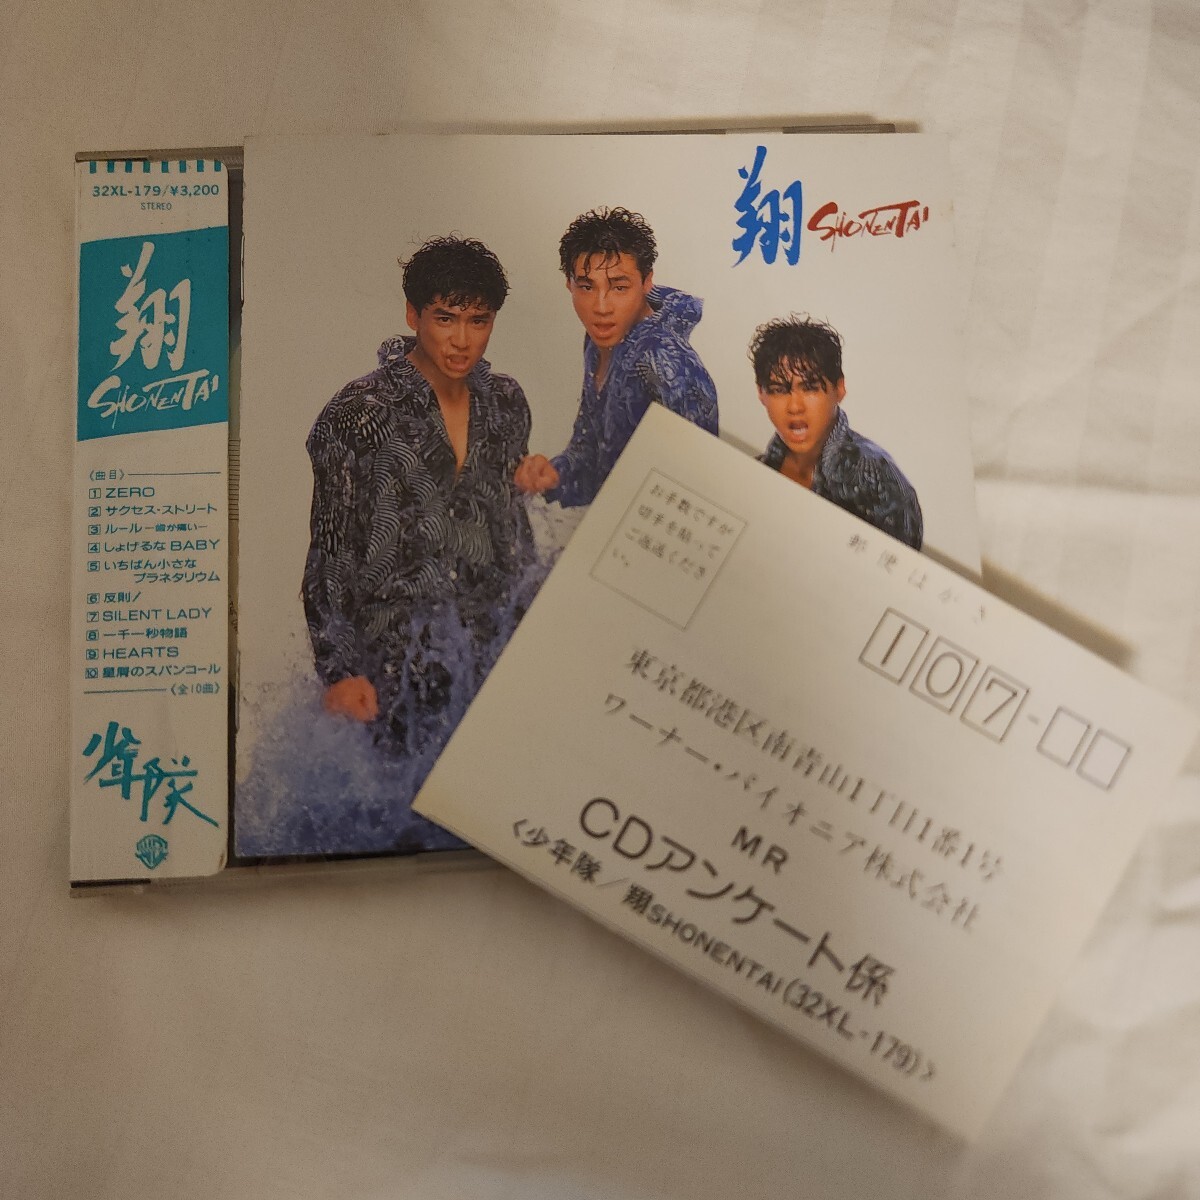 32XL-179/¥3,200
STEREO
翔
SHONENTAI
〈曲目〉
1 ZERO
2 サクセス・ストリート
3 ルール ―歯が痛い―
4 しょげるな BABY
5 いちばん小さな
プラネタリウム
6 反則!
7 SILENT LADY
8 一千一秒物語
9 HEARTS
10 星屑のスパンコール
〈全10曲〉
少年隊
翔 SHONENTAI
お手数ですが
切手を貼って
ご返送くださ
い。
郵便はがき
107-
東京都港区南青山1丁目1番1号
ワーナー・パイオニア株式会社
MR
CDアンケート係
〈少年隊/翔SHONENTAI(32XL-179)〉